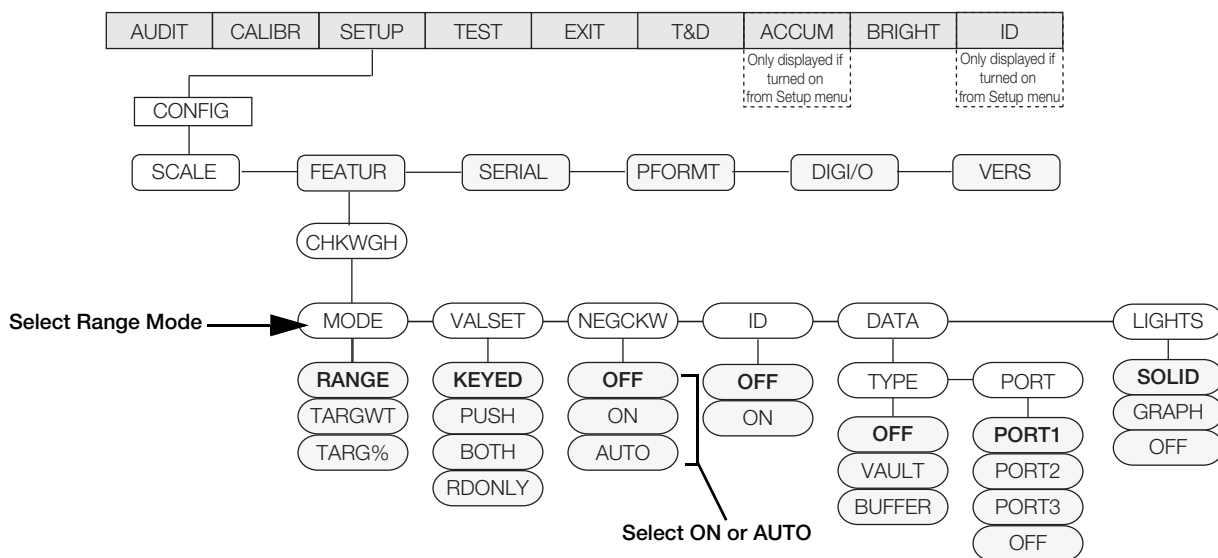 AUDIT CALIBR SETUP TEST EXIT T&D ACCUM BRIGHT ID
Only displayed if
turned on
from Setup menu
Only displayed if
turned on
from Setup menu
CONFIG
SCALE FEATUR SERIAL PFORMT DIGI/O VERS
CHKWGH
Select Range Mode
MODE VALSET NEGCKW ID DATA LIGHTS
RANGE KEYED OFF OFF TYPE PORT SOLID
TARGWT PUSH ON ON GRAPH
TARG% BOTH AUTO OFF PORT1 OFF
RDONLY VAULT PORT2
BUFFER PORT3
Select ON or AUTO
OFF